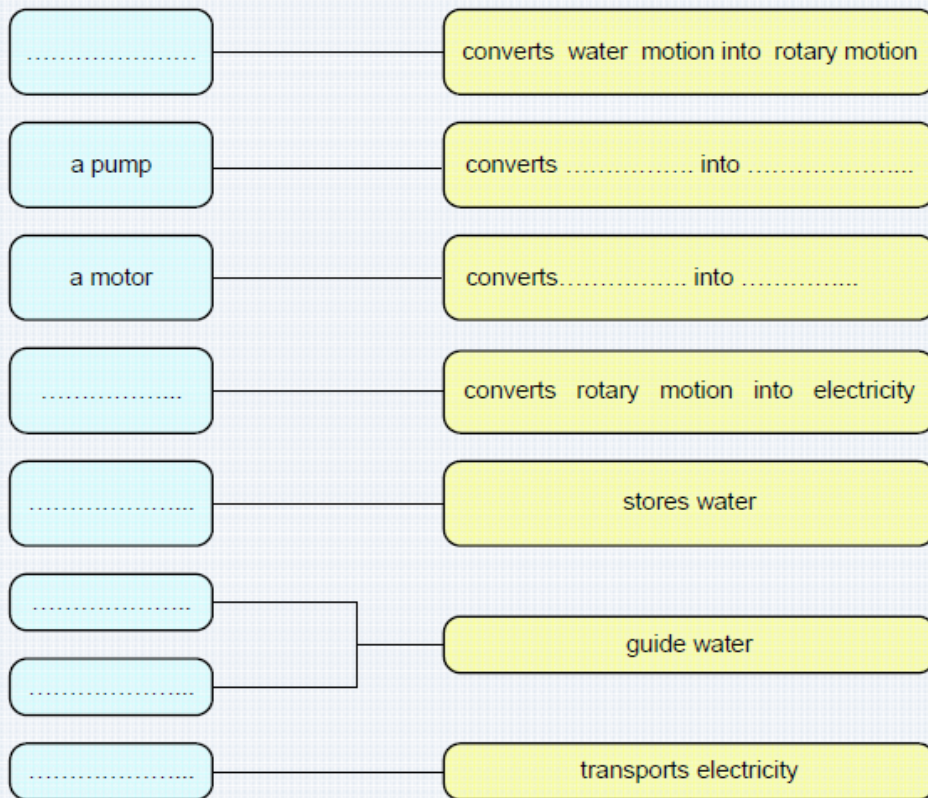 ………………… converts water motion into rotary motion
a pump converts ……………. into ………………....
a motor converts……………. into …………....
……………... converts rotary motion into electricity
………………... stores water
………………..
guide water
………………...
………………... transports electricity